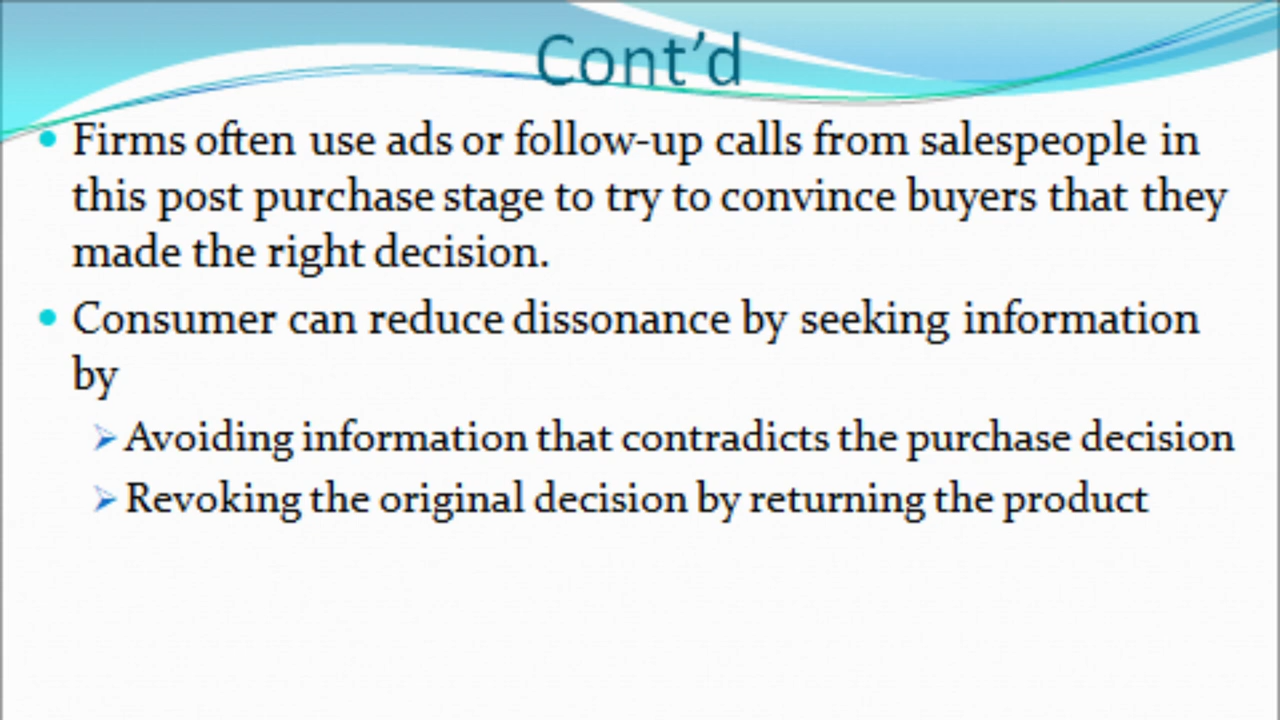 Cont’d
• Firms often use ads or follow-up calls from salespeople in
this post purchase stage to try to convince buyers that they
made the right decision.
• Consumer can reduce dissonance by seeking information
by
➢ Avoiding information that contradicts the purchase decision
➢ Revoking the original decision by returning the product